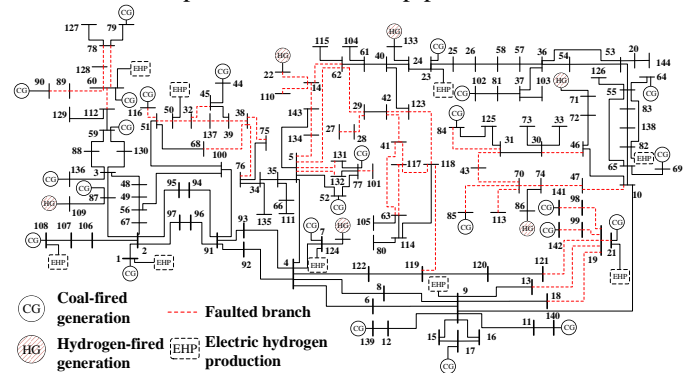 127 79 CG
78
128
60 EHP
CG 90 89
116 CG
112
129
59 CG
88 130
3
CG 136
CG 87
HG 109
48
49
56
67
CG 108 107 106
EHP
2
1 CG EHP
EHP
50 32 45 44 CG
51 137 39 38
68 100
75
76
95 94
97 96
34 35
135 66 111
93
91 92
115 104 61
62
HG 22
110
14
143
134
5
131
132 77 101
52 CG
CG
CG 7
HG 124
EHP
4
HG 133
40 24
23 EHP
CG 25 26 58 57 36 54 53 20 144
CG 102 81 37 103
HG 126
71
72
64 CG
55 83
138
82
EHP
65 CG 69
10
29 42 123
27 28
41
117 118
63
105
80 114
CG 84 125 31 73 30 33 46
43
70 74 47
CG 85 113 86 HG
CG 141 98
CG 142 99
CG
19 21
EHP
122 119 120 121
8 EHP 9 13
6 18
140
CG 139 12 11 CG
15 16
17
CG
CG Coal-fired generation
HG Hydrogen-fired generation
Faulted branch
EHP Electric hydrogen production